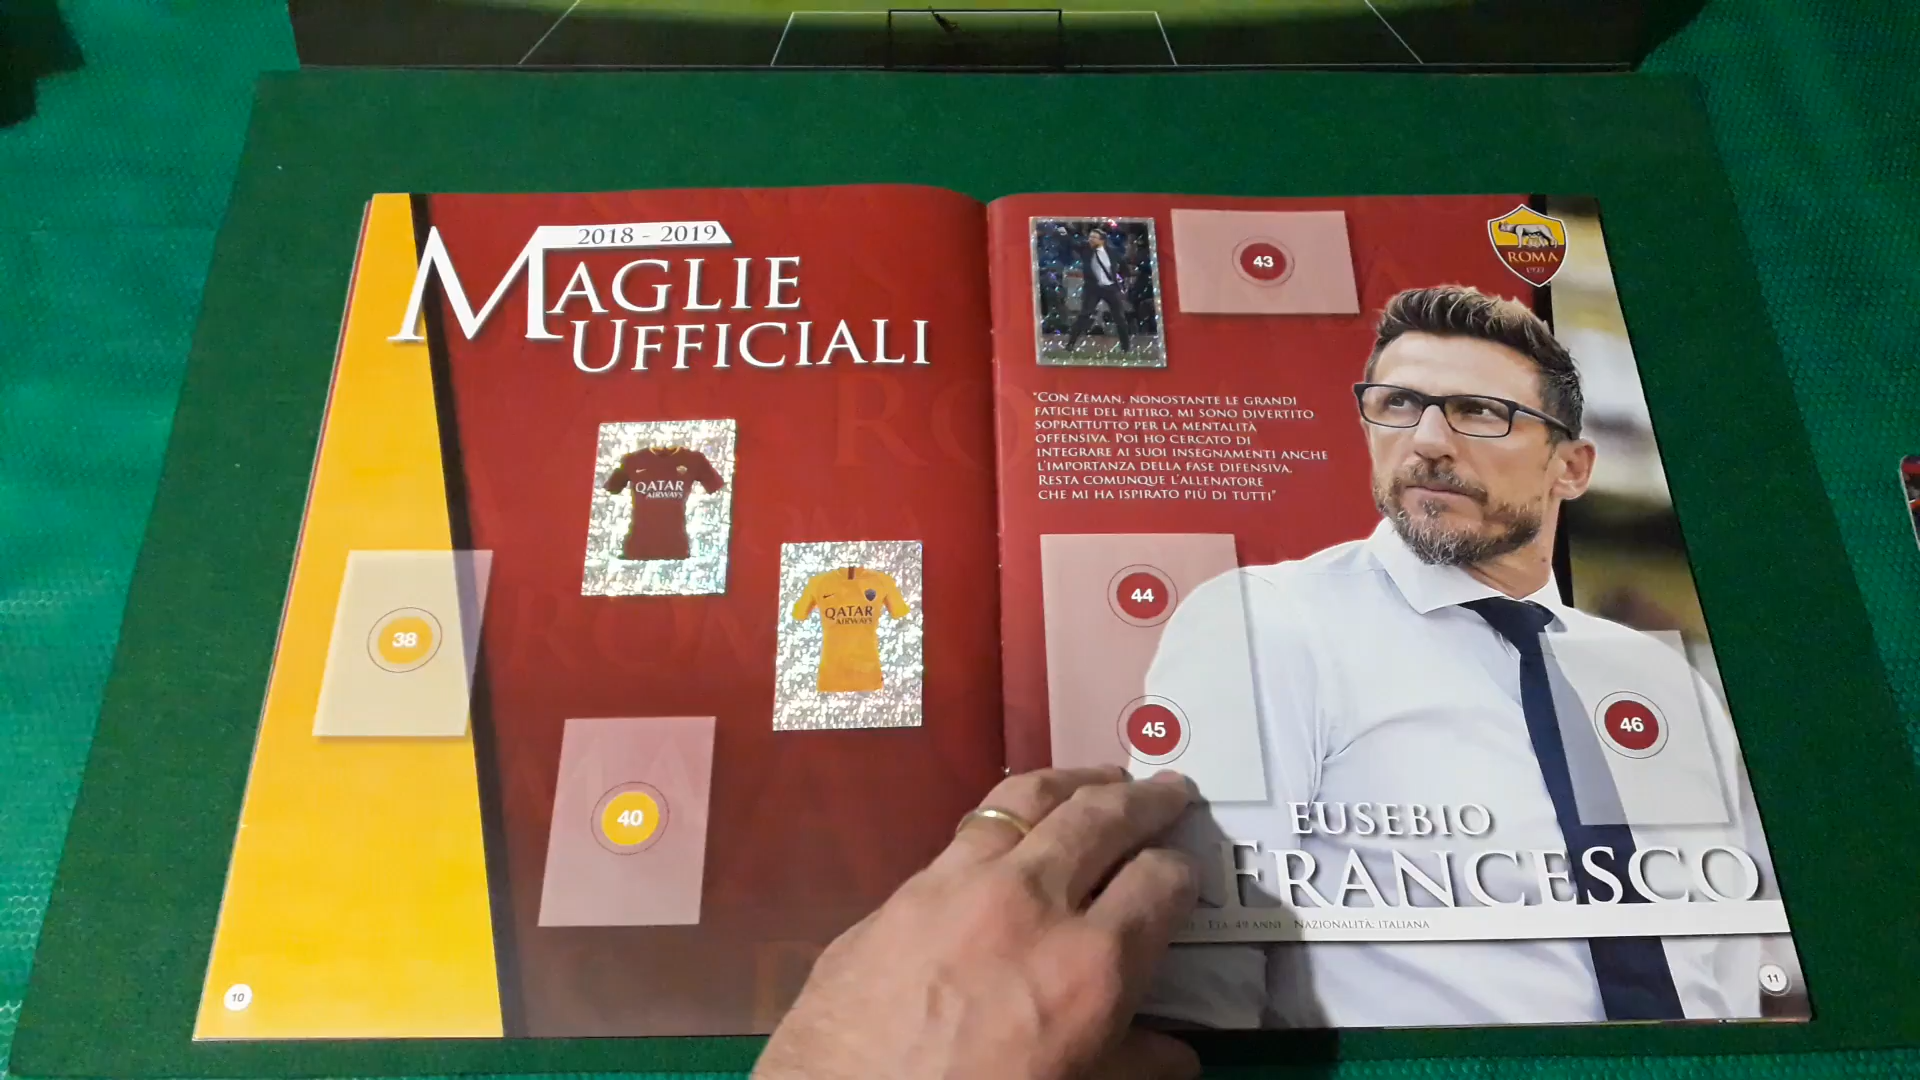 2018 - 2019
MAGLIE
UFFICIALI
QATAR
AIRWAYS
QATAR
AIRWAYS
38
40
10
43
ROMA
1927
"CON ZEMAN, NONOSTANTE LE GRANDI
FATICHE DEL RITIRO, MI SONO DIVERTITO
SOPRATTUTTO PER LA MENTALITÀ
OFFENSIVA. POI HO CERCATO DI
INTEGRARE AI SUOI INSEGNAMENTI ANCHE
L'IMPORTANZA DELLA FASE DIFENSIVA.
RESTA COMUNQUE L'ALLENATORE
CHE MI HA ISPIRATO PIÙ DI TUTTI"
44
45
46
EUSEBIO
FRANCESCO
ETÀ: 49 ANNI NAZIONALITÀ: ITALIANA
11